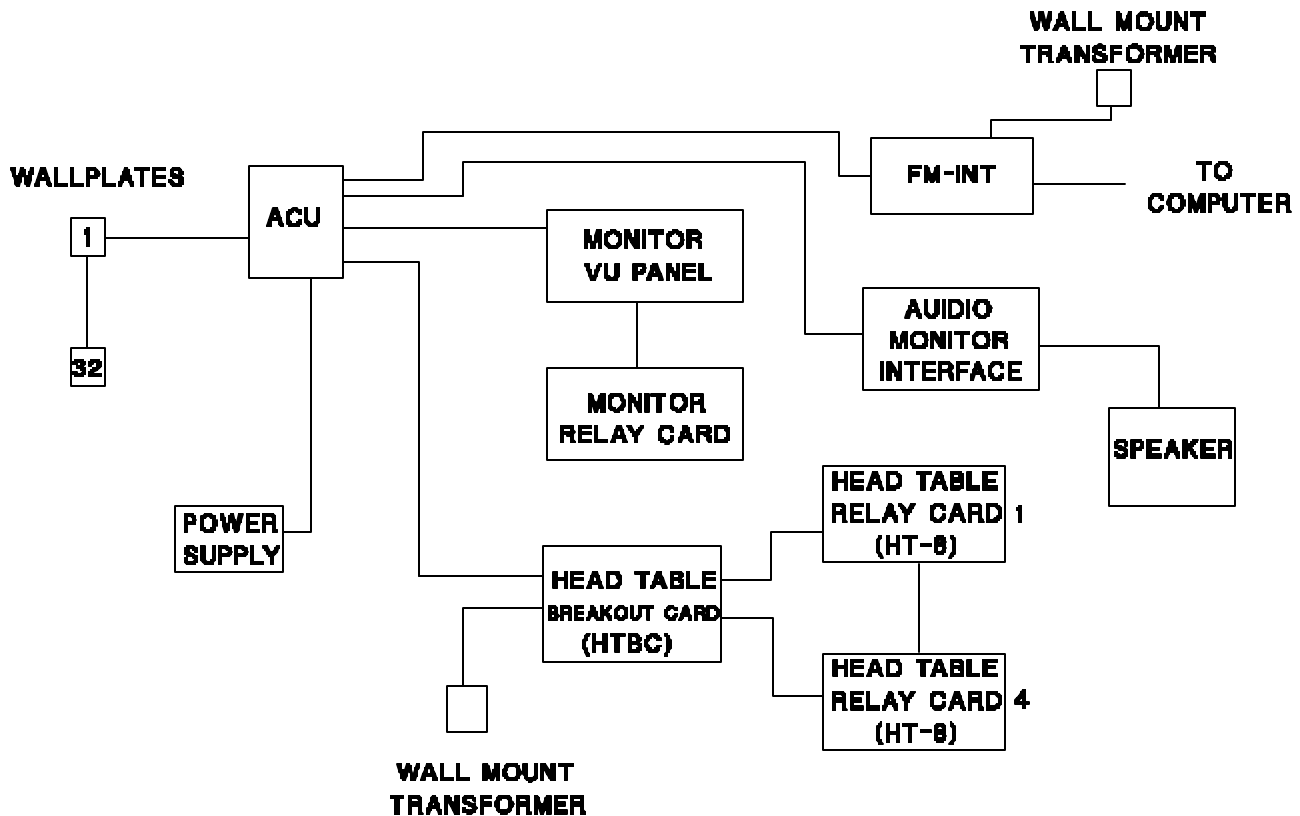 WALL MOUNT
TRANSFORMER
WALLPLATES
ACU
FM-INT
TO
COMPUTER
1
MONITOR
VU PANEL
AUIDIO
MONITOR
INTERFACE
32
MONITOR
RELAY CARD
SPEAKER
HEAD TABLE
RELAY CARD 1
(HT-8)
POWER
SUPPLY
HEAD TABLE
BREAKOUT CARD
(HTBC)
HEAD TABLE
RELAY CARD 4
(HT-8)
WALL MOUNT
TRANSFORMER